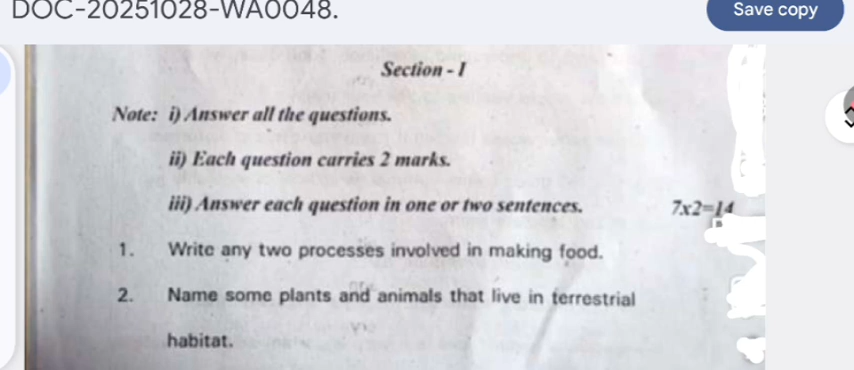 DOC-20251028-WA0048.
Save copy
Section - I
Note: i) Answer all the questions.
ii) Each question carries 2 marks.
iii) Answer each question in one or two sentences. 7x2=14
1. Write any two processes involved in making food.
2. Name some plants and animals that live in terrestrial
habitat.